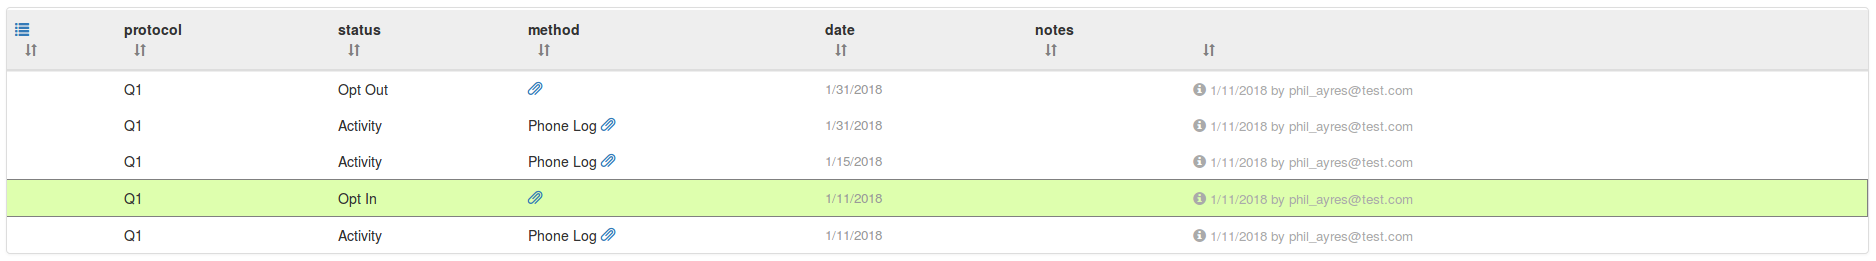 protocol status method date notes
Q1 Opt Out 1/31/2018 1/11/2018 by phil_ayres@test.com
Q1 Activity Phone Log 1/31/2018 1/11/2018 by phil_ayres@test.com
Q1 Activity Phone Log 1/15/2018 1/11/2018 by phil_ayres@test.com
Q1 Opt In 1/11/2018 1/11/2018 by phil_ayres@test.com
Q1 Activity Phone Log 1/11/2018 1/11/2018 by phil_ayres@test.com